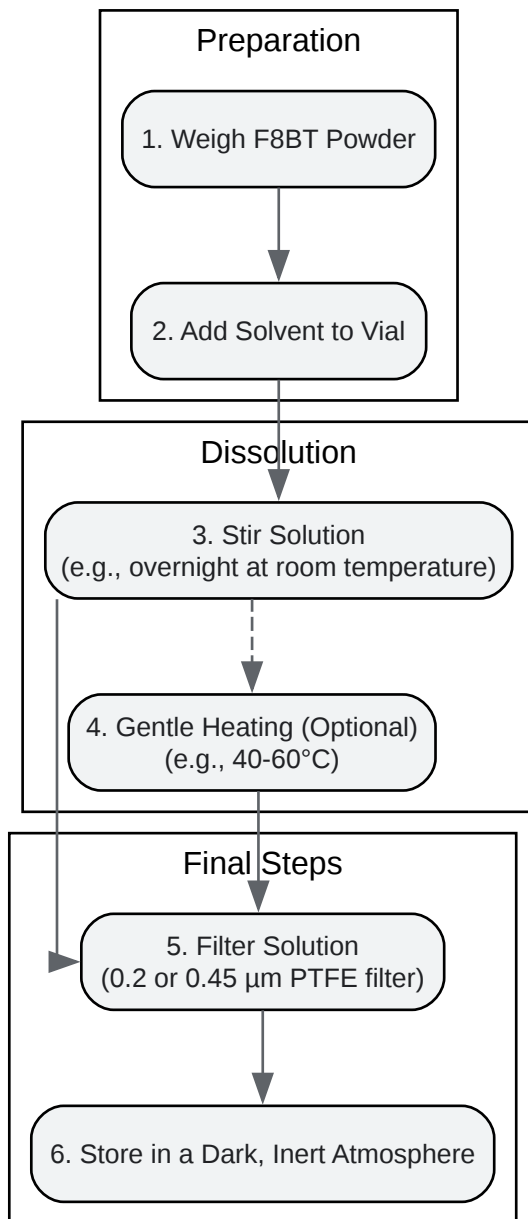 Preparation
1. Weigh F8BT Powder
2. Add Solvent to Vial
Dissolution
3. Stir Solution
(e.g., overnight at room temperature)
4. Gentle Heating (Optional)
(e.g., 40-60°C)
Final Steps
5. Filter Solution
(0.2 or 0.45 µm PTFE filter)
6. Store in a Dark, Inert Atmosphere